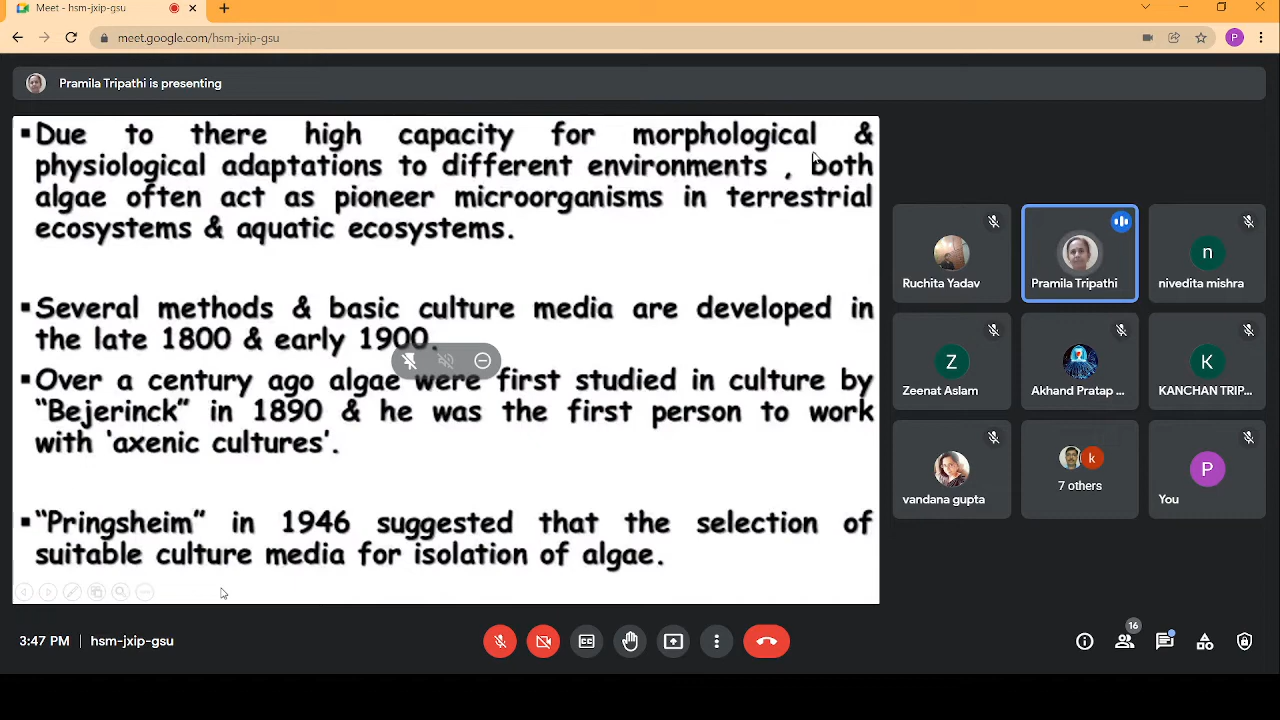 Meet - hsm-jxip-gsu
meet.google.com/hsm-jxip-gsu
P
Pramila Tripathi is presenting
▪Due to there high capacity for morphological &
physiological adaptations to different environments , both
algae often act as pioneer microorganisms in terrestrial
ecosystems & aquatic ecosystems.
▪Several methods & basic culture media are developed in
the late 1800 & early 1900.
▪Over a century ago algae were first studied in culture by
“Bejerinck” in 1890 & he was the first person to work
with ‘axenic cultures’.
▪“Pringsheim” in 1946 suggested that the selection of
suitable culture media for isolation of algae.
Ruchita Yadav
Pramila Tripathi
n
nivedita mishra
Z
Zeenat Aslam
Akhand Pratap ...
K
KANCHAN TRIP...
vandana gupta
k
7 others
P
You
3:47 PM | hsm-jxip-gsu
CC
16